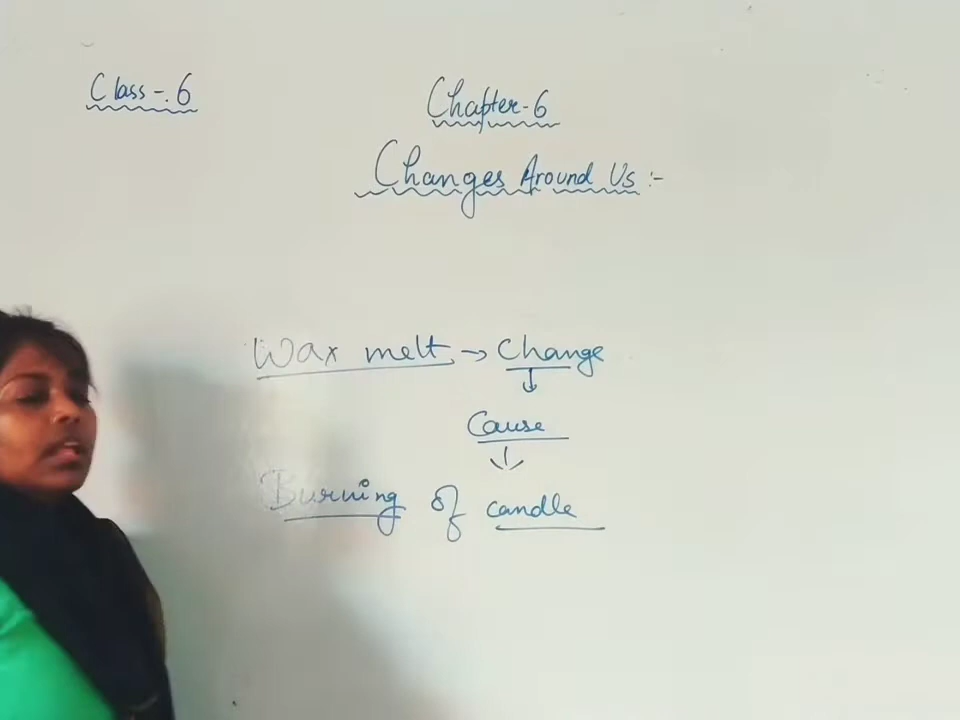 Class-:6
Chapter-6
Changes Around Us :-
Wax melt → Change
↓
Cause
↓
Burning of candle